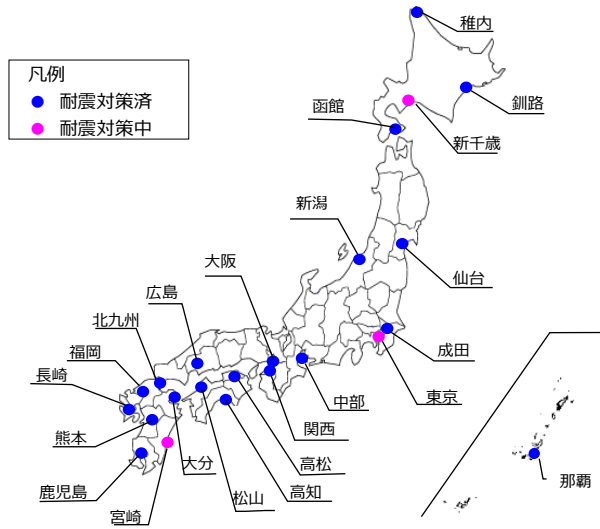 稚内
凡例
耐震対策済
耐震対策中
釧路
函館
新千歳
新潟
大阪
仙台
広島
北九州
福岡
成田
長崎
中部
東京
関西
熊本
大分
高松
那覇
鹿児島
松山
高知
宮崎